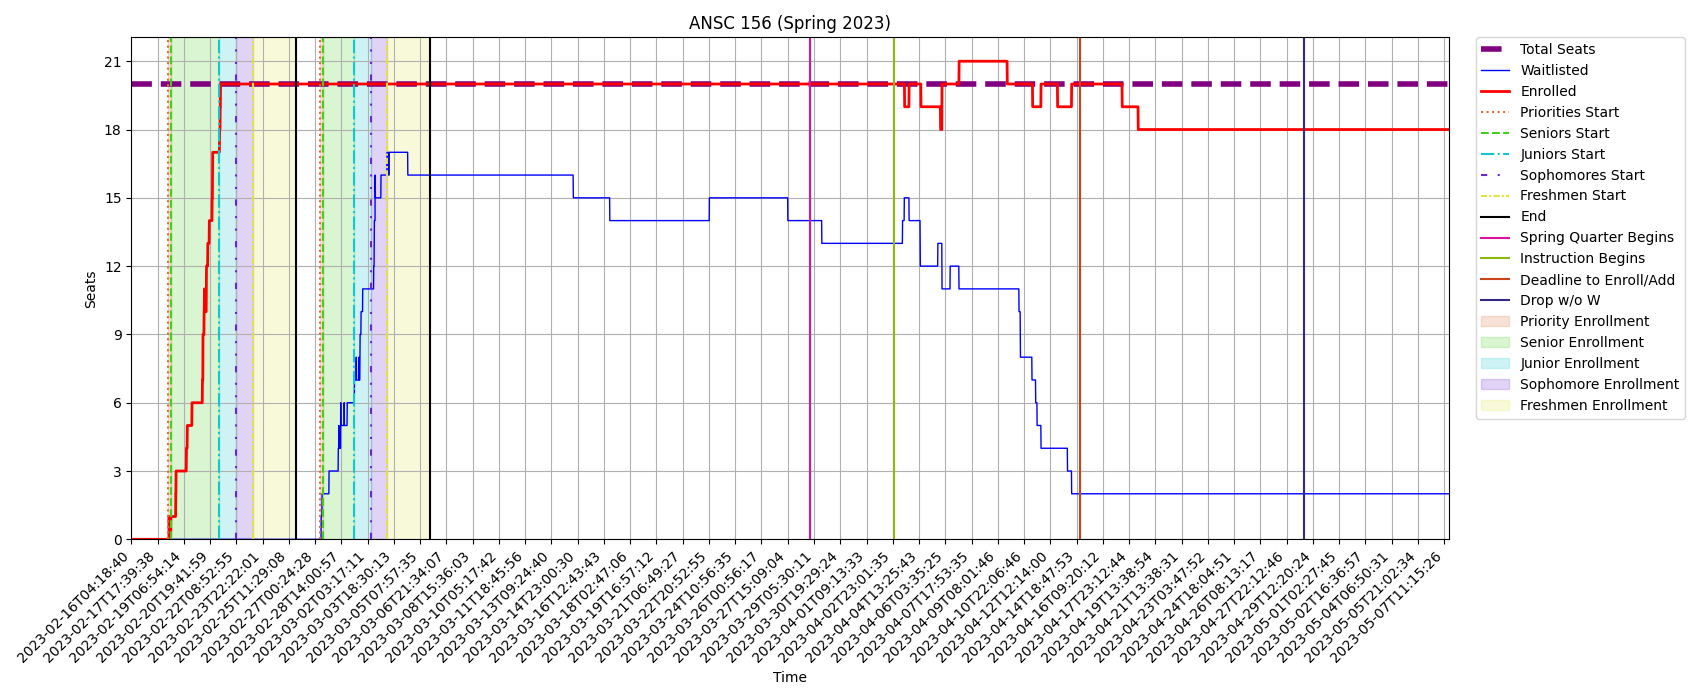 ANSC 156 (Spring 2023)
Seats
21
18
15
12
9
6
3
0
2023-02-16T04:18:40
2023-02-17T17:39:38
2023-02-19T06:54:14
2023-02-20T19:41:59
2023-02-22T08:52:55
2023-02-23T22:22:01
2023-02-25T11:29:08
2023-02-27T00:24:28
2023-02-28T14:00:57
2023-03-02T03:17:11
2023-03-03T18:30:13
2023-03-05T07:57:35
2023-03-06T21:34:07
2023-03-08T15:36:03
2023-03-10T05:17:42
2023-03-11T18:45:56
2023-03-13T09:24:40
2023-03-14T23:00:30
2023-03-16T12:43:43
2023-03-18T02:47:06
2023-03-19T16:57:12
2023-03-21T06:49:27
2023-03-22T20:52:55
2023-03-24T10:56:35
2023-03-26T00:56:17
2023-03-27T15:09:04
2023-03-29T05:30:11
2023-03-30T19:29:24
2023-04-01T09:13:33
2023-04-02T23:01:35
2023-04-04T13:25:43
2023-04-06T03:35:25
2023-04-07T17:53:35
2023-04-09T08:01:46
2023-04-10T22:06:46
2023-04-12T12:14:00
2023-04-14T18:47:53
2023-04-16T09:20:12
2023-04-17T23:12:44
2023-04-19T13:38:54
2023-04-21T11:38:31
2023-04-23T03:47:52
2023-04-24T18:04:51
2023-04-26T08:13:17
2023-04-27T22:12:46
2023-04-29T12:20:24
2023-05-01T02:27:45
2023-05-02T16:36:57
2023-05-04T06:50:31
2023-05-05T21:02:34
2023-05-07T11:15:26
Time
Total Seats
Waitlisted
Enrolled
Priorities Start
Seniors Start
Juniors Start
Sophomores Start
Freshmen Start
End
Spring Quarter Begins
Instruction Begins
Deadline to Enroll/Add
Drop w/o W
Priority Enrollment
Senior Enrollment
Junior Enrollment
Sophomore Enrollment
Freshmen Enrollment